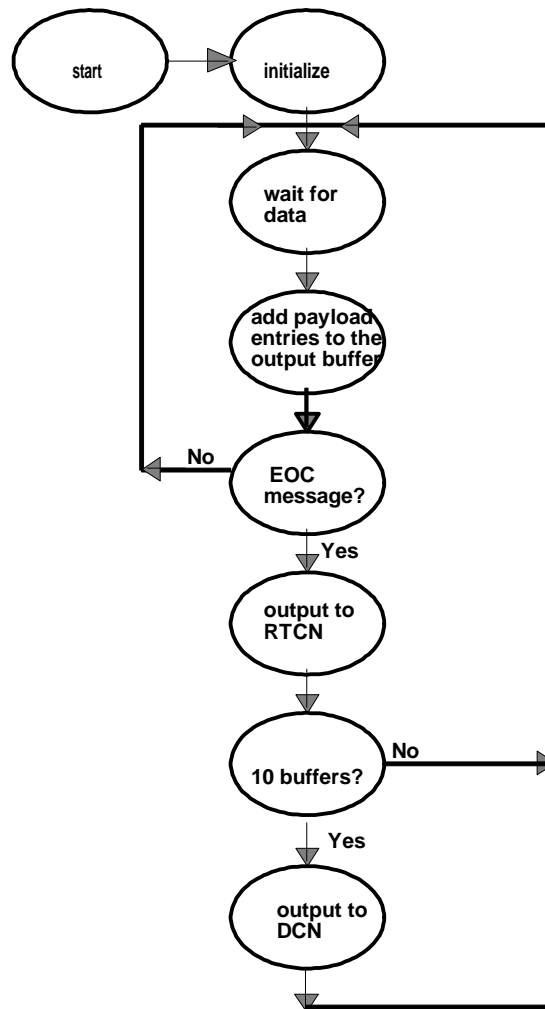 start
initialize
wait for
data
add payload
entries to the
output buffer
EOC
message?
No
Yes
output to
RTCN
10 buffers?
No
Yes
output to
DCN